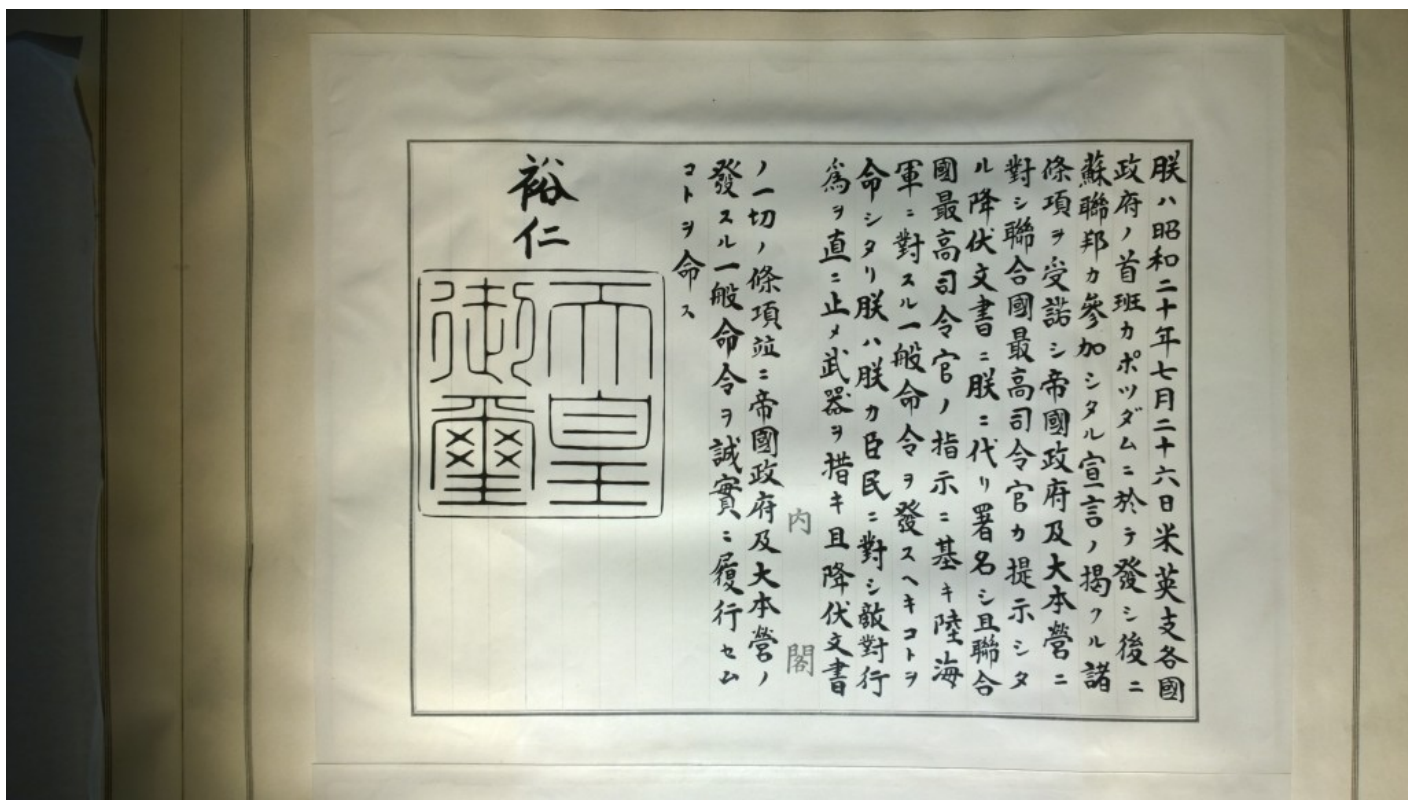 朕ハ昭和二十年七月二十六日米英支各國
政府ノ首班カポツダムニ於テ發シ後ニ
蘇聯邦カ參加シタル宣言ノ掲クル諸
條項ヲ受諾シ帝國政府及大本營ニ
對シ聯合國最高司令官カ提示シタ
ル降伏文書ニ朕ニ代リ署名シ且聯合
國最高司令官ノ指示ニ基キ陸海
軍ニ對スル一般命令ヲ發スヘキコトヲ
命シタリ朕ハ朕カ臣民ニ對シ敵對行
爲ヲ直ニ止メ武器ヲ措キ且降伏文書
内閣
ノ一切ノ條項竝ニ帝國政府及大本營ノ
發スル一般命令ヲ誠實ニ履行セム
コトヲ命ス
裕仁
天皇
御璽